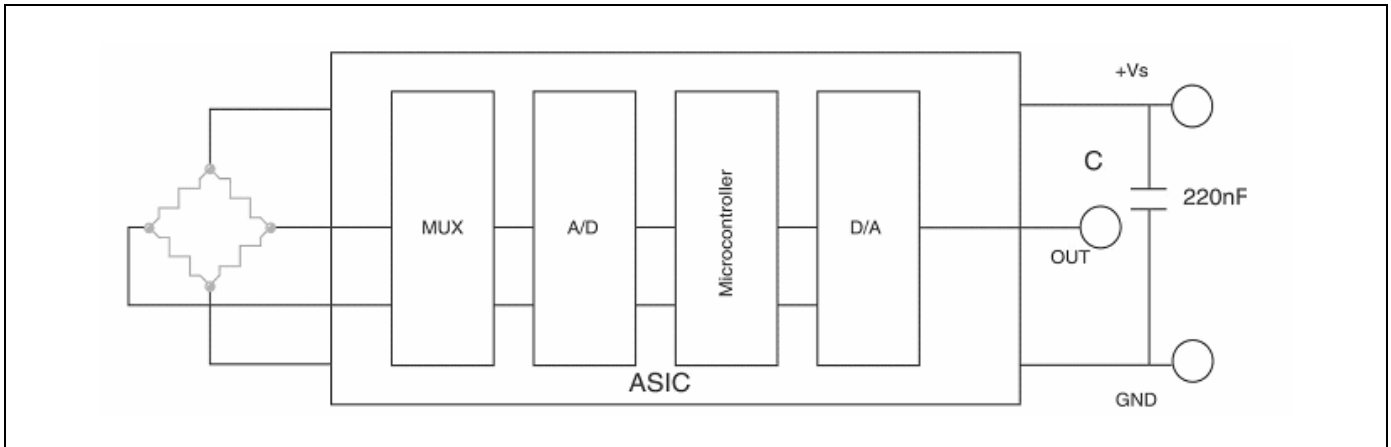 +Vs
C
220nF
MUX
A/D
Microcontroller
D/A
OUT
ASIC
GND